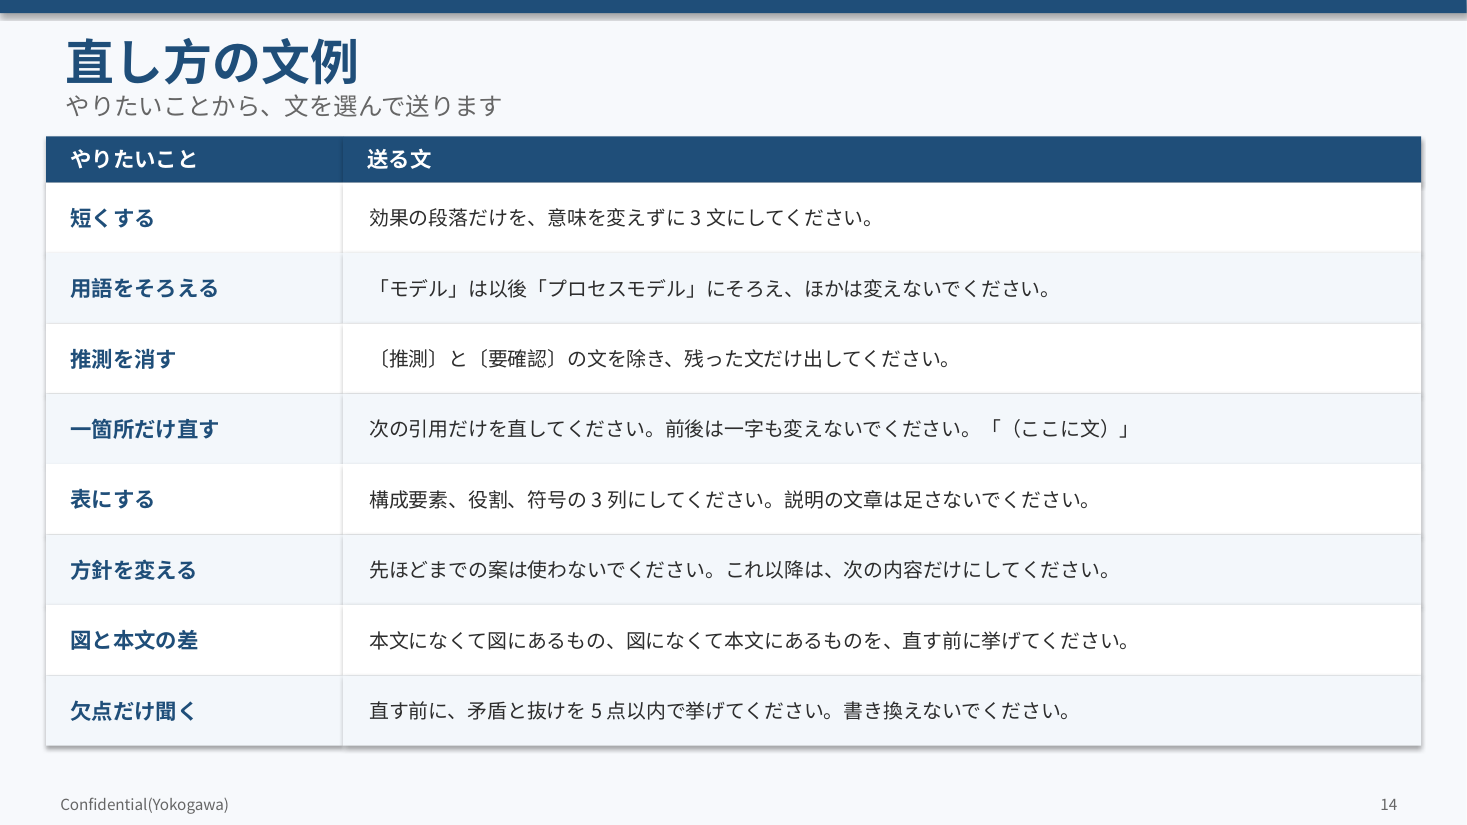 直し方の文例
やりたいことから、文を選んで送ります
やりたいこと 送る文
短くする 効果の段落だけを、意味を変えずに 3 文にしてください。
用語をそろえる 「モデル」は以後「プロセスモデル」にそろえ、ほかは変えないでください。
推測を消す 〔推測〕と〔要確認〕の文を除き、残った文だけ出してください。
一箇所だけ直す 次の引用だけを直してください。前後は一字も変えないでください。「（ここに文）」
表にする 構成要素、役割、符号の 3 列にしてください。説明の文章は足さないでください。
方針を変える 先ほどまでの案は使わないでください。これ以降は、次の内容だけにしてください。
図と本文の差 本文になくて図にあるもの、図になくて本文にあるものを、直す前に挙げてください。
欠点だけ聞く 直す前に、矛盾と抜けを 5 点以内で挙げてください。書き換えないでください。
Confidential(Yokogawa) 14